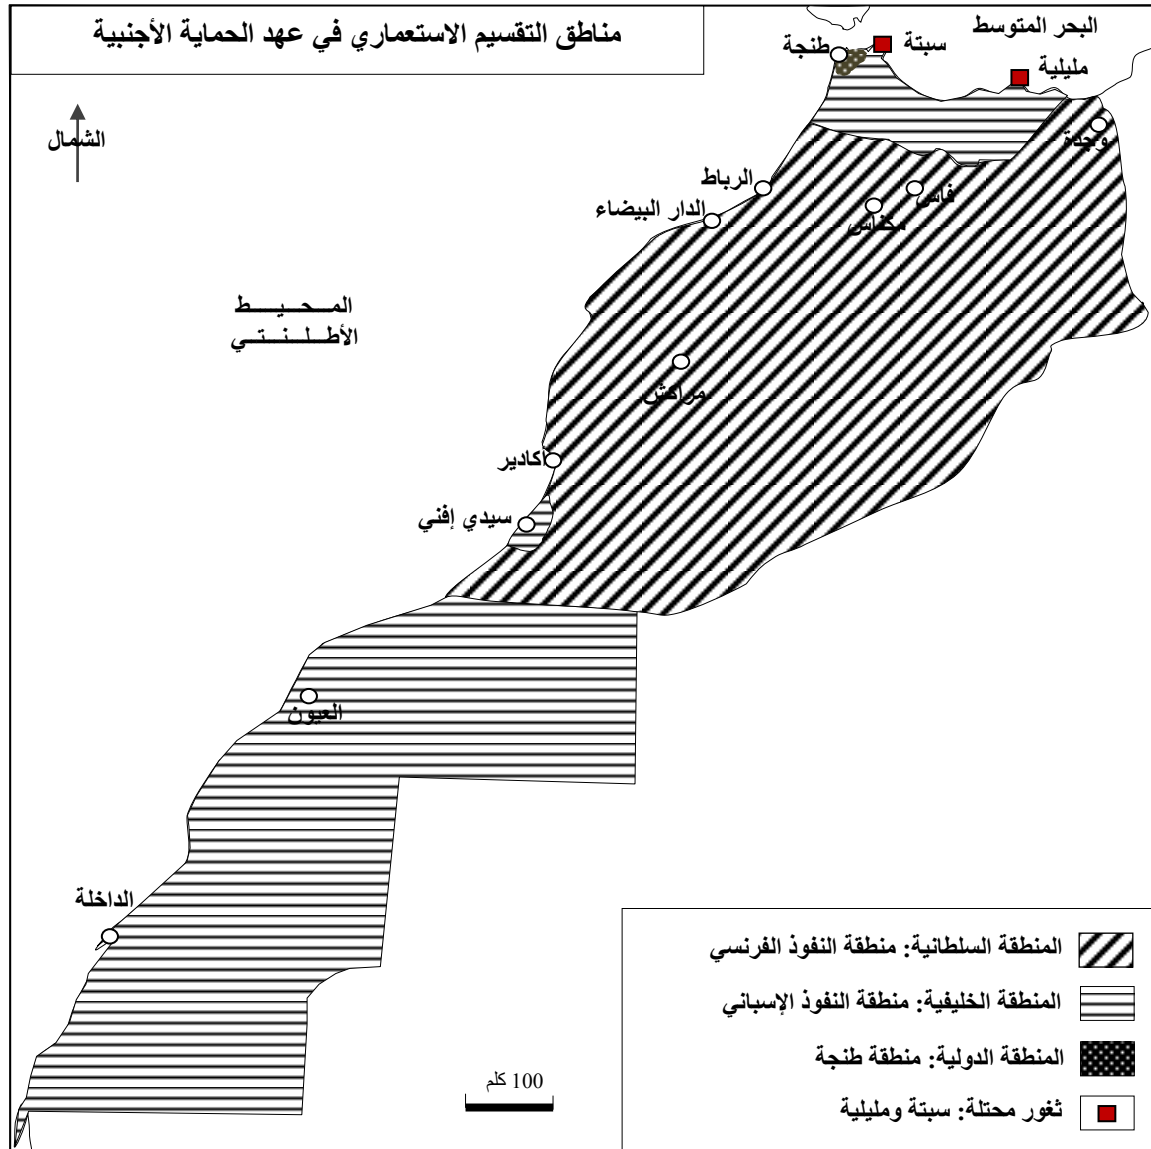 مناطق التقسيم الاستعماري في عهد الحماية الأجنبية
البحر المتوسط
سبتة
طنجة
مليلية
الشمال
وجدة
الرباط
فاس
مكناس
الدار البيضاء
المـــحـــيـــــط
الأطـــلـــنـــتـــي
مراكش
أكادير
سيدي إفني
العيون
الداخلة
المنطقة السلطانية: منطقة النفوذ الفرنسي
المنطقة الخليفية: منطقة النفوذ الإسباني
المنطقة الدولية: منطقة طنجة
ثغور محتلة: سبتة ومليلية
100 كلم